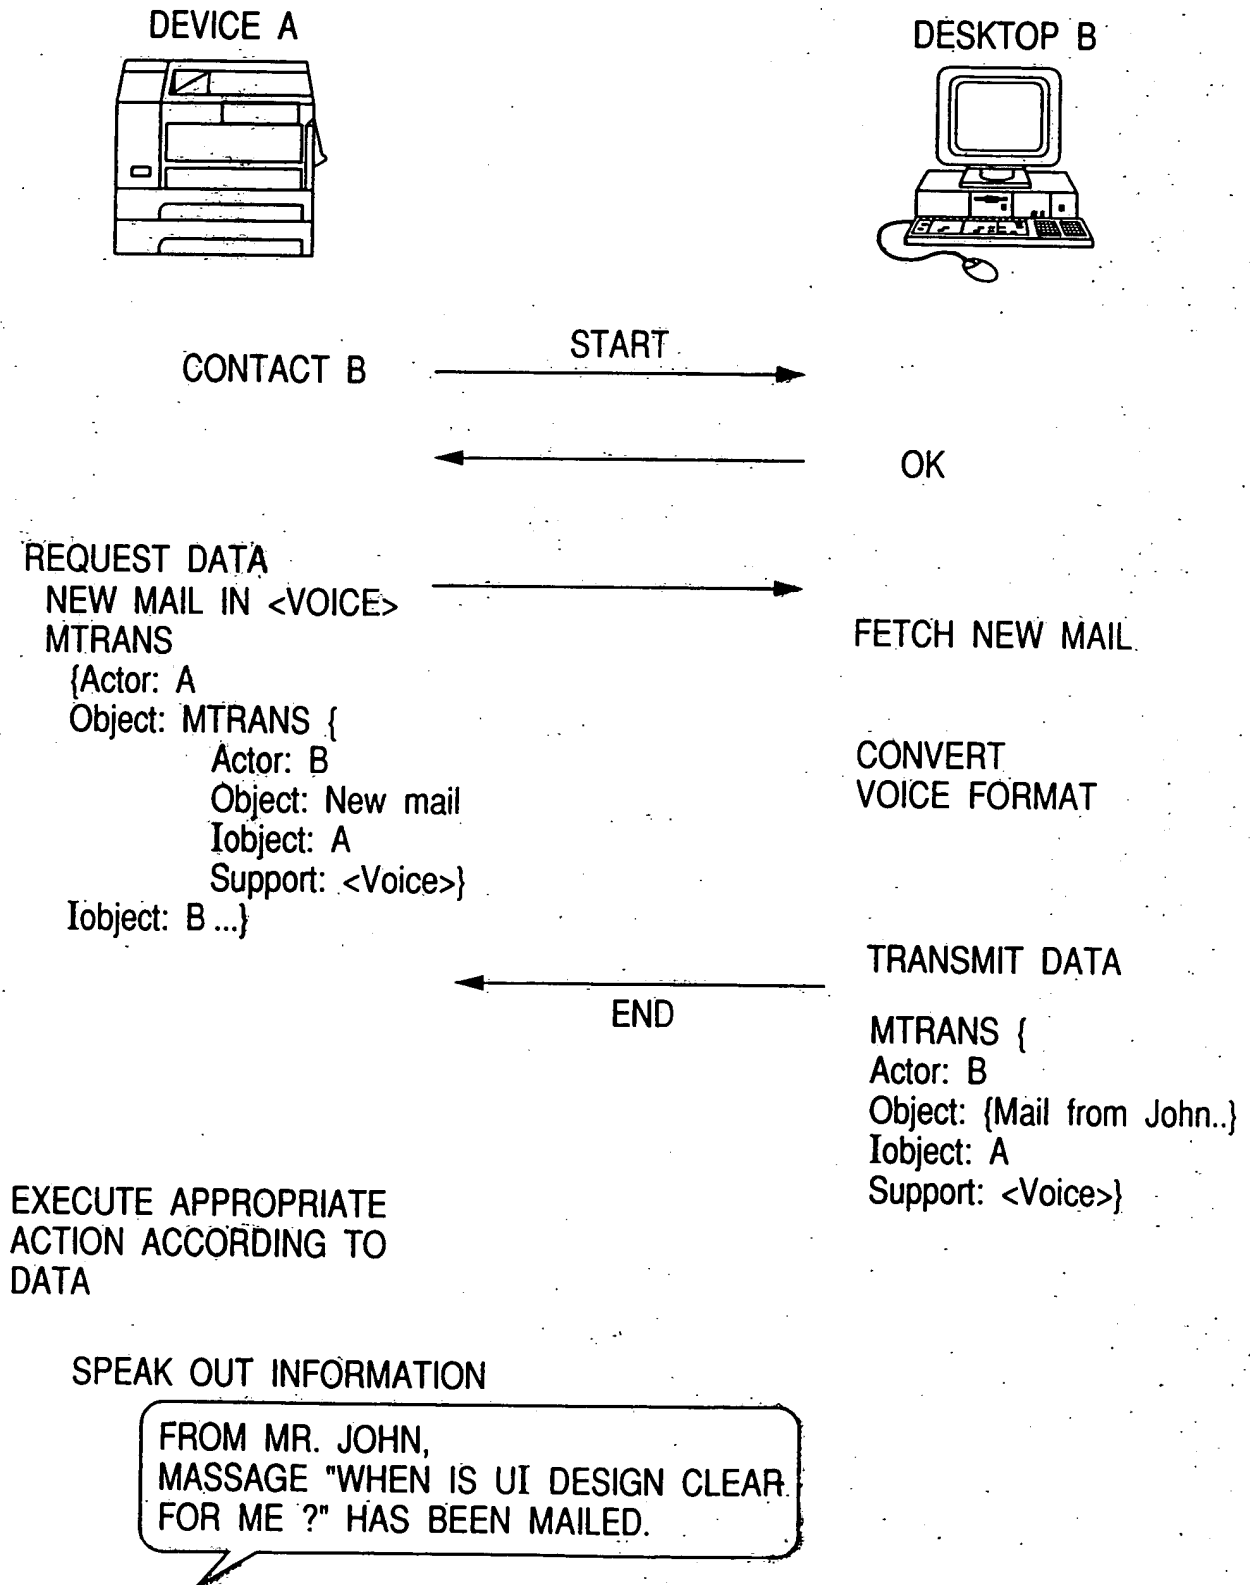 DEVICE A
DESKTOP B
START
CONTACT B
OK
REQUEST DATA
NEW MAIL IN <VOICE>
MTRANS
{Actor: A
Object: MTRANS {
Actor: B
Object: New mail
Iobject: A
Support: <Voice>}
Iobject: B ...}
FETCH NEW MAIL
CONVERT
VOICE FORMAT
TRANSMIT DATA
END
MTRANS {
Actor: B
Object: {Mail from John..}
Iobject: A
Support: <Voice>}
EXECUTE APPROPRIATE
ACTION ACCORDING TO
DATA
SPEAK OUT INFORMATION
FROM MR. JOHN,
MASSAGE "WHEN IS UI DESIGN CLEAR
FOR ME ?" HAS BEEN MAILED.